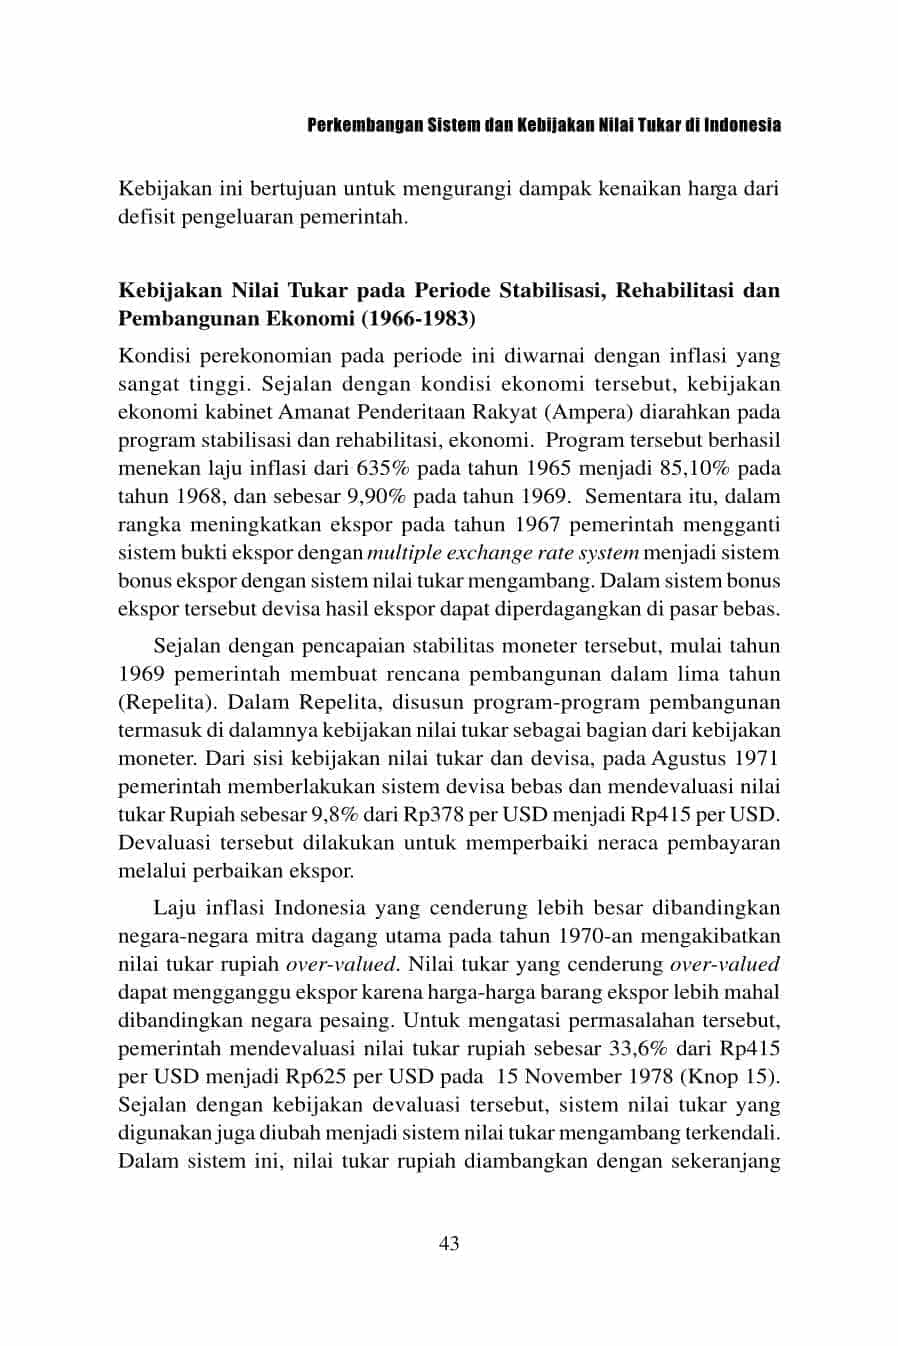 Perkembangan Sistem dan Kebijakan Nilai Tukar di Indonesia
Kebijakan ini bertujuan untuk mengurangi dampak kenaikan harga dari
defisit pengeluaran pemerintah.
Kebijakan Nilai Tukar pada Periode Stabilisasi, Rehabilitasi dan
Pembangunan Ekonomi (1966-1983)
Kondisi perekonomian pada periode ini diwarnai dengan inflasi yang
sangat tinggi. Sejalan dengan kondisi ekonomi tersebut, kebijakan
ekonomi kabinet Amanat Penderitaan Rakyat (Ampera) diarahkan pada
program stabilisasi dan rehabilitasi, ekonomi.  Program tersebut berhasil
menekan laju inflasi dari 635% pada tahun 1965 menjadi 85,10% pada
tahun 1968, dan sebesar 9,90% pada tahun 1969.  Sementara itu, dalam
rangka meningkatkan ekspor pada tahun 1967 pemerintah mengganti
sistem bukti ekspor dengan multiple exchange rate system menjadi sistem
bonus ekspor dengan sistem nilai tukar mengambang. Dalam sistem bonus
ekspor tersebut devisa hasil ekspor dapat diperdagangkan di pasar bebas.
Sejalan dengan pencapaian stabilitas moneter tersebut, mulai tahun
1969 pemerintah membuat rencana pembangunan dalam lima tahun
(Repelita). Dalam Repelita, disusun program-program pembangunan
termasuk di dalamnya kebijakan nilai tukar sebagai bagian dari kebijakan
moneter. Dari sisi kebijakan nilai tukar dan devisa, pada Agustus 1971
pemerintah memberlakukan sistem devisa bebas dan mendevaluasi nilai
tukar Rupiah sebesar 9,8% dari Rp378 per USD menjadi Rp415 per USD.
Devaluasi tersebut dilakukan untuk memperbaiki neraca pembayaran
melalui perbaikan ekspor.
Laju inflasi Indonesia yang cenderung lebih besar dibandingkan
negara-negara mitra dagang utama pada tahun 1970-an mengakibatkan
nilai tukar rupiah over-valued. Nilai tukar yang cenderung over-valued
dapat mengganggu ekspor karena harga-harga barang ekspor lebih mahal
dibandingkan negara pesaing. Untuk mengatasi permasalahan tersebut,
pemerintah mendevaluasi nilai tukar rupiah sebesar 33,6% dari Rp415
per USD menjadi Rp625 per USD pada  15 November 1978 (Knop 15).
Sejalan dengan kebijakan devaluasi tersebut, sistem nilai tukar yang
digunakan juga diubah menjadi sistem nilai tukar mengambang terkendali.
Dalam sistem ini, nilai tukar rupiah diambangkan dengan sekeranjang
43